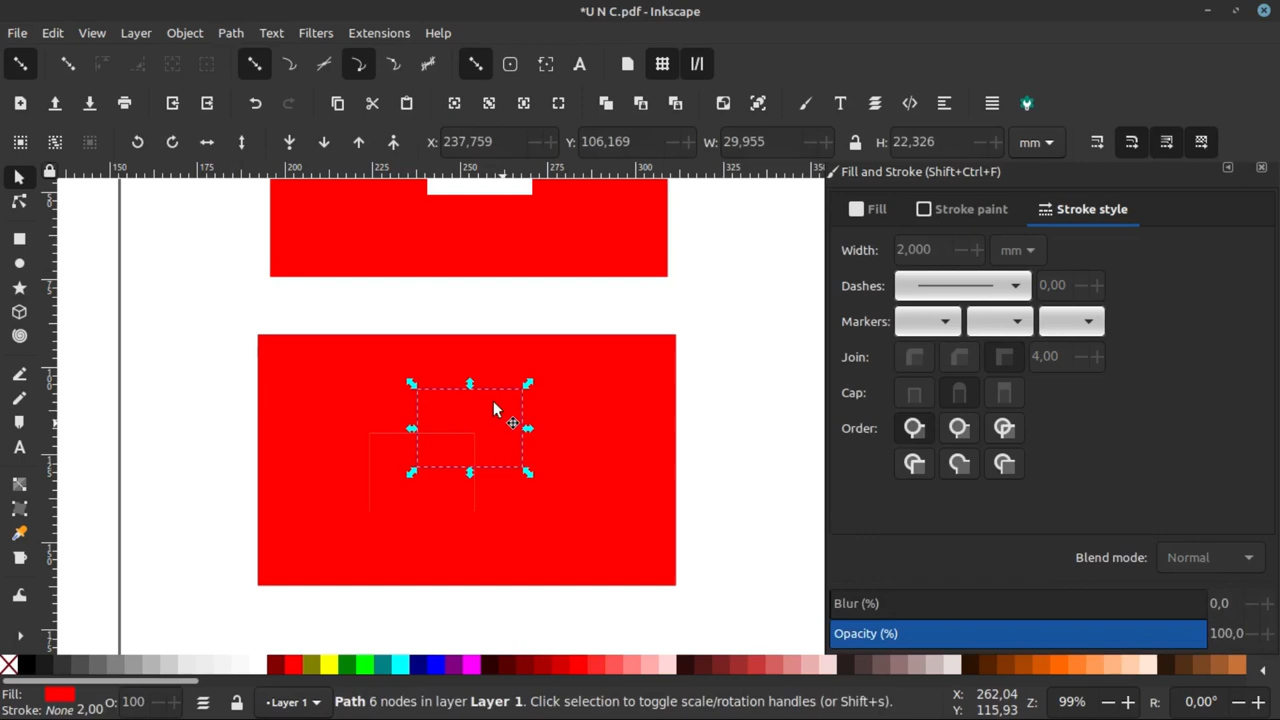 *U N C.pdf - Inkscape
File Edit View Layer Object Path Text Filters Extensions Help
X: 237,759 Y: 106,169 W: 29,955 H: 22,326 mm
150 175 200 225 250 275 300 325
Fill and Stroke (Shift+Ctrl+F)
Fill Stroke paint Stroke style
Width: 2,000 mm
Dashes: 0,00
Markers:
Join: 4,00
Cap:
Order:
Blend mode: Normal
Blur (%) 0,0
Opacity (%) 100,0
Fill:
Stroke: None 2,00 O: 100 •Layer 1 Path 6 nodes in layer Layer 1. Click selection to toggle scale/rotation handles (or Shift+s). X: 262,04 Y: 115,93 Z: 99% R: 0,00°